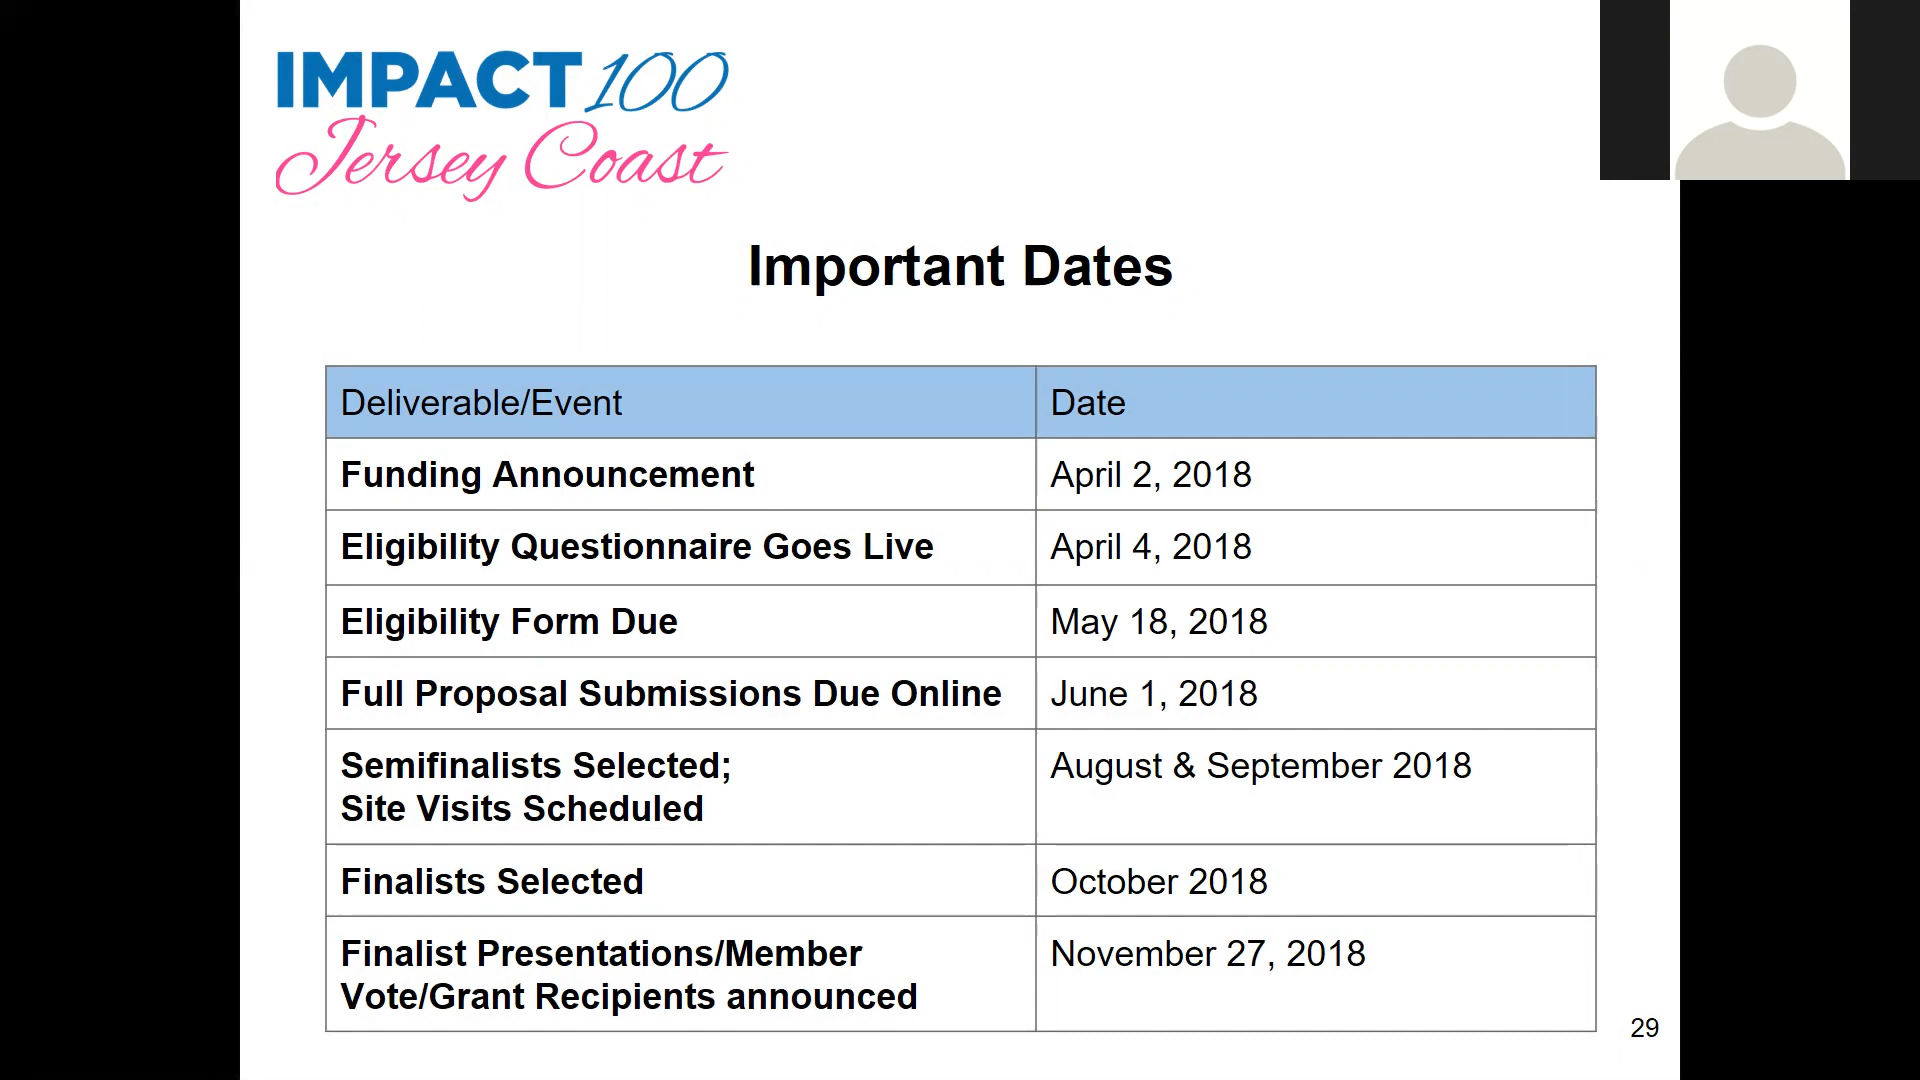 IMPACT 100
Jersey Coast
Important Dates
Deliverable/Event Date
Funding Announcement April 2, 2018
Eligibility Questionnaire Goes Live April 4, 2018
Eligibility Form Due May 18, 2018
Full Proposal Submissions Due Online June 1, 2018
Semifinalists Selected; August & September 2018
Site Visits Scheduled
Finalists Selected October 2018
Finalist Presentations/Member November 27, 2018
Vote/Grant Recipients announced
29